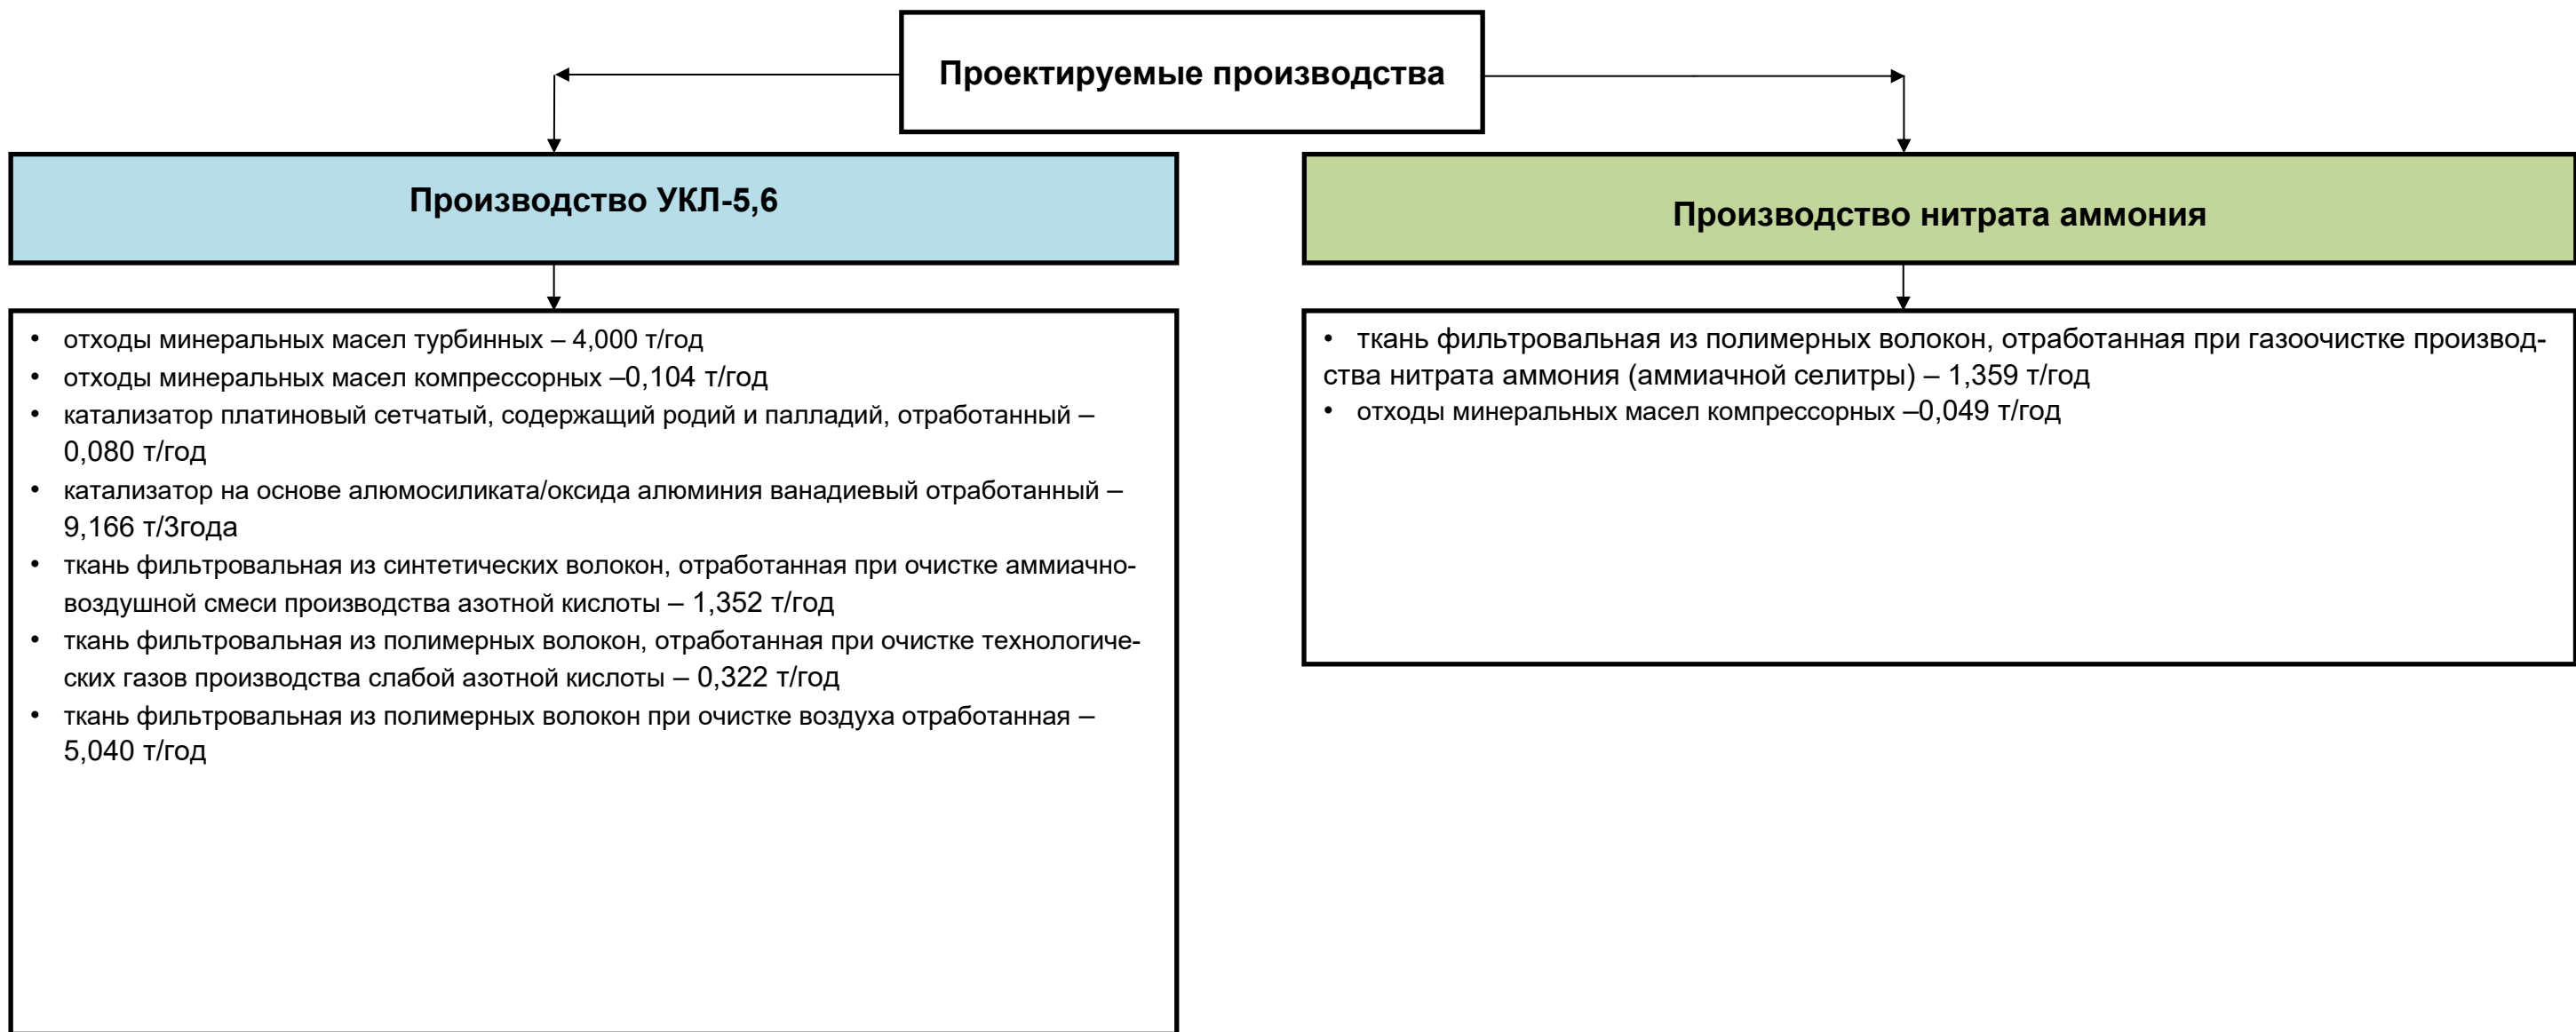 Проектируемые производства
Производство УКЛ-5,6
• отходы минеральных масел турбинных – 4,000 т/год
• отходы минеральных масел компрессорных –0,104 т/год
• катализатор платиновый сетчатый, содержащий родий и палладий, отработанный –
0,080 т/год
• катализатор на основе алюмосиликата/оксида алюминия ванадиевый отработанный –
9,166 т/3года
• ткань фильтровальная из синтетических волокон, отработанная при очистке аммиачно-
воздушной смеси производства азотной кислоты – 1,352 т/год
• ткань фильтровальная из полимерных волокон, отработанная при очистке технологиче-
ских газов производства слабой азотной кислоты – 0,322 т/год
• ткань фильтровальная из полимерных волокон при очистке воздуха отработанная –
5,040 т/год
Производство нитрата аммония
• ткань фильтровальная из полимерных волокон, отработанная при газоочистке производ-
ства нитрата аммония (аммиачной селитры) – 1,359 т/год
• отходы минеральных масел компрессорных –0,049 т/год